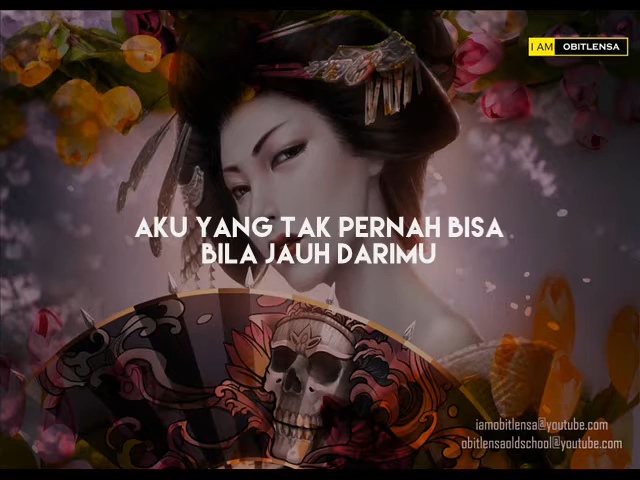 I AM OBITLENSA
AKU YANG TAK PERNAH BISA
BILA JAUH DARIMU
iamobitlensa@youtube.com
obitlensaoldschool@youtube.com